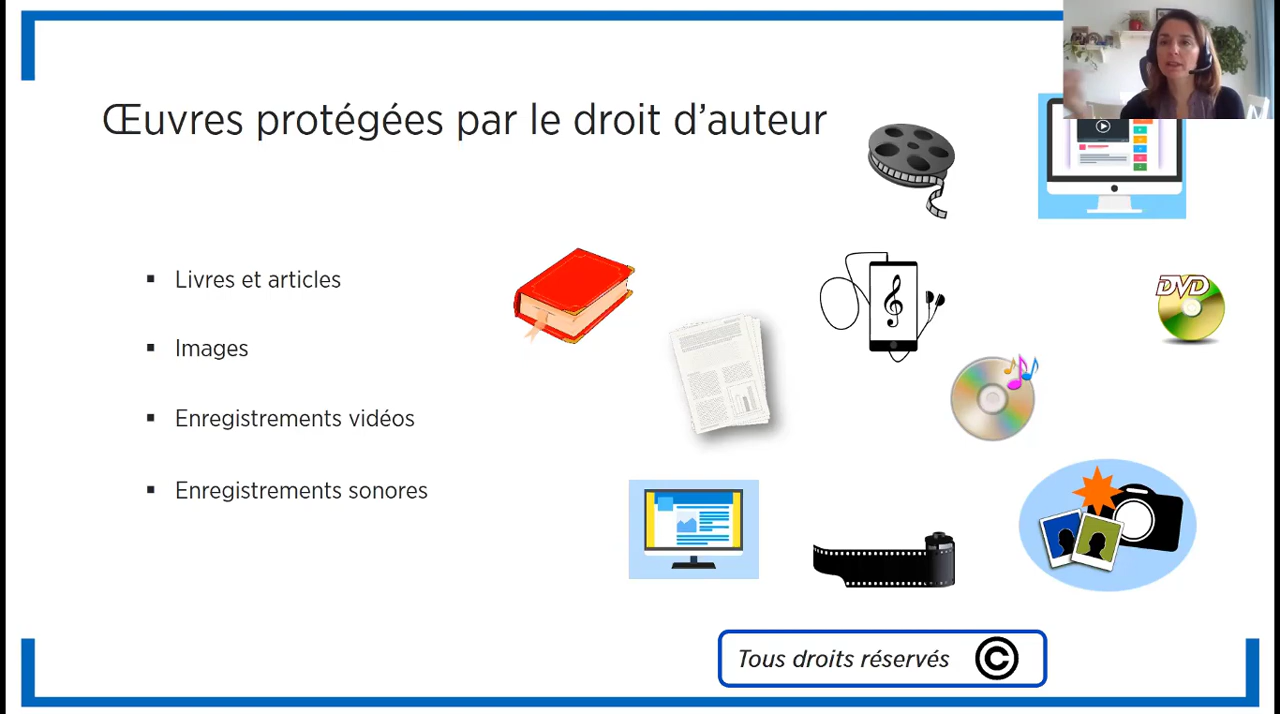 Œuvres protégées par le droit d’auteur
▪ Livres et articles
▪ Images
▪ Enregistrements vidéos
▪ Enregistrements sonores
DVD
Tous droits réservés ©